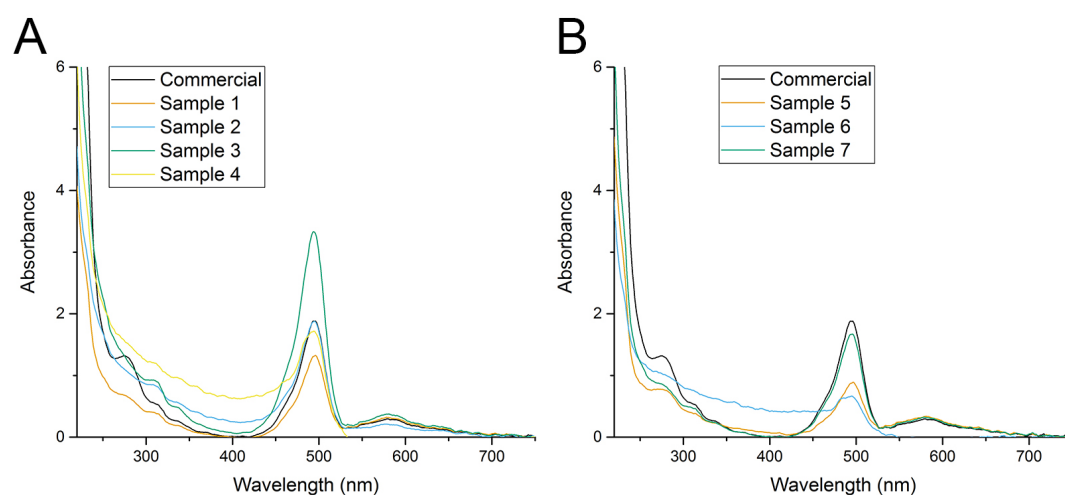 A
6
4
2
0
Absorbance
Commercial
Sample 1
Sample 2
Sample 3
Sample 4
300 400 500 600 700
Wavelength (nm)
B
6
4
2
0
Absorbance
Commercial
Sample 5
Sample 6
Sample 7
300 400 500 600 700
Wavelength (nm)